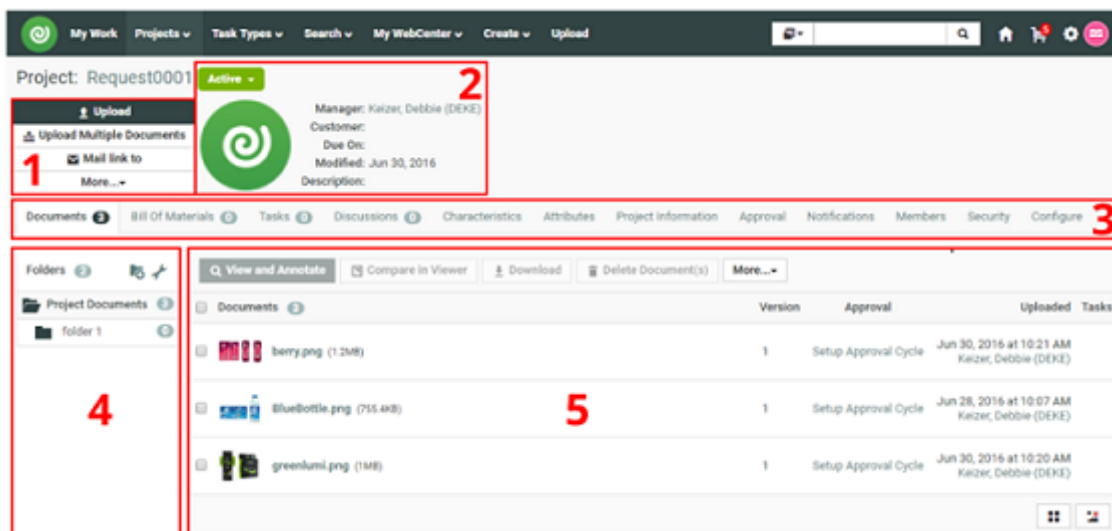 My Work Projects Task Types Search My WebCenter Create Upload
5
Project: Request0001 Active 2
Upload
Upload Multiple Documents
Mail link to
More...
1
Manager: Keizer, Debbie (DEKE)
Customer:
Due On:
Modified: Jun 30, 2016
Description:
Documents 3 Bill Of Materials 0 Tasks 0 Discussions 0 Characteristics Attributes Project Information Approval Notifications Members Security Configure 3
Folders 2
Project Documents 3
folder 1 0
4
View and Annotate Compare in Viewer Download Delete Document(s) More...
Documents 3 Version Approval Uploaded Tasks
berry.png (1.2MB) 1 Setup Approval Cycle Jun 30, 2016 at 10:21 AM
Keizer, Debbie (DEKE)
BlueBottle.png (755.4KB) 1 Setup Approval Cycle Jun 28, 2016 at 10:07 AM
Keizer, Debbie (DEKE)
5
greenlumi.png (1MB) 1 Setup Approval Cycle Jun 30, 2016 at 10:20 AM
Keizer, Debbie (DEKE)